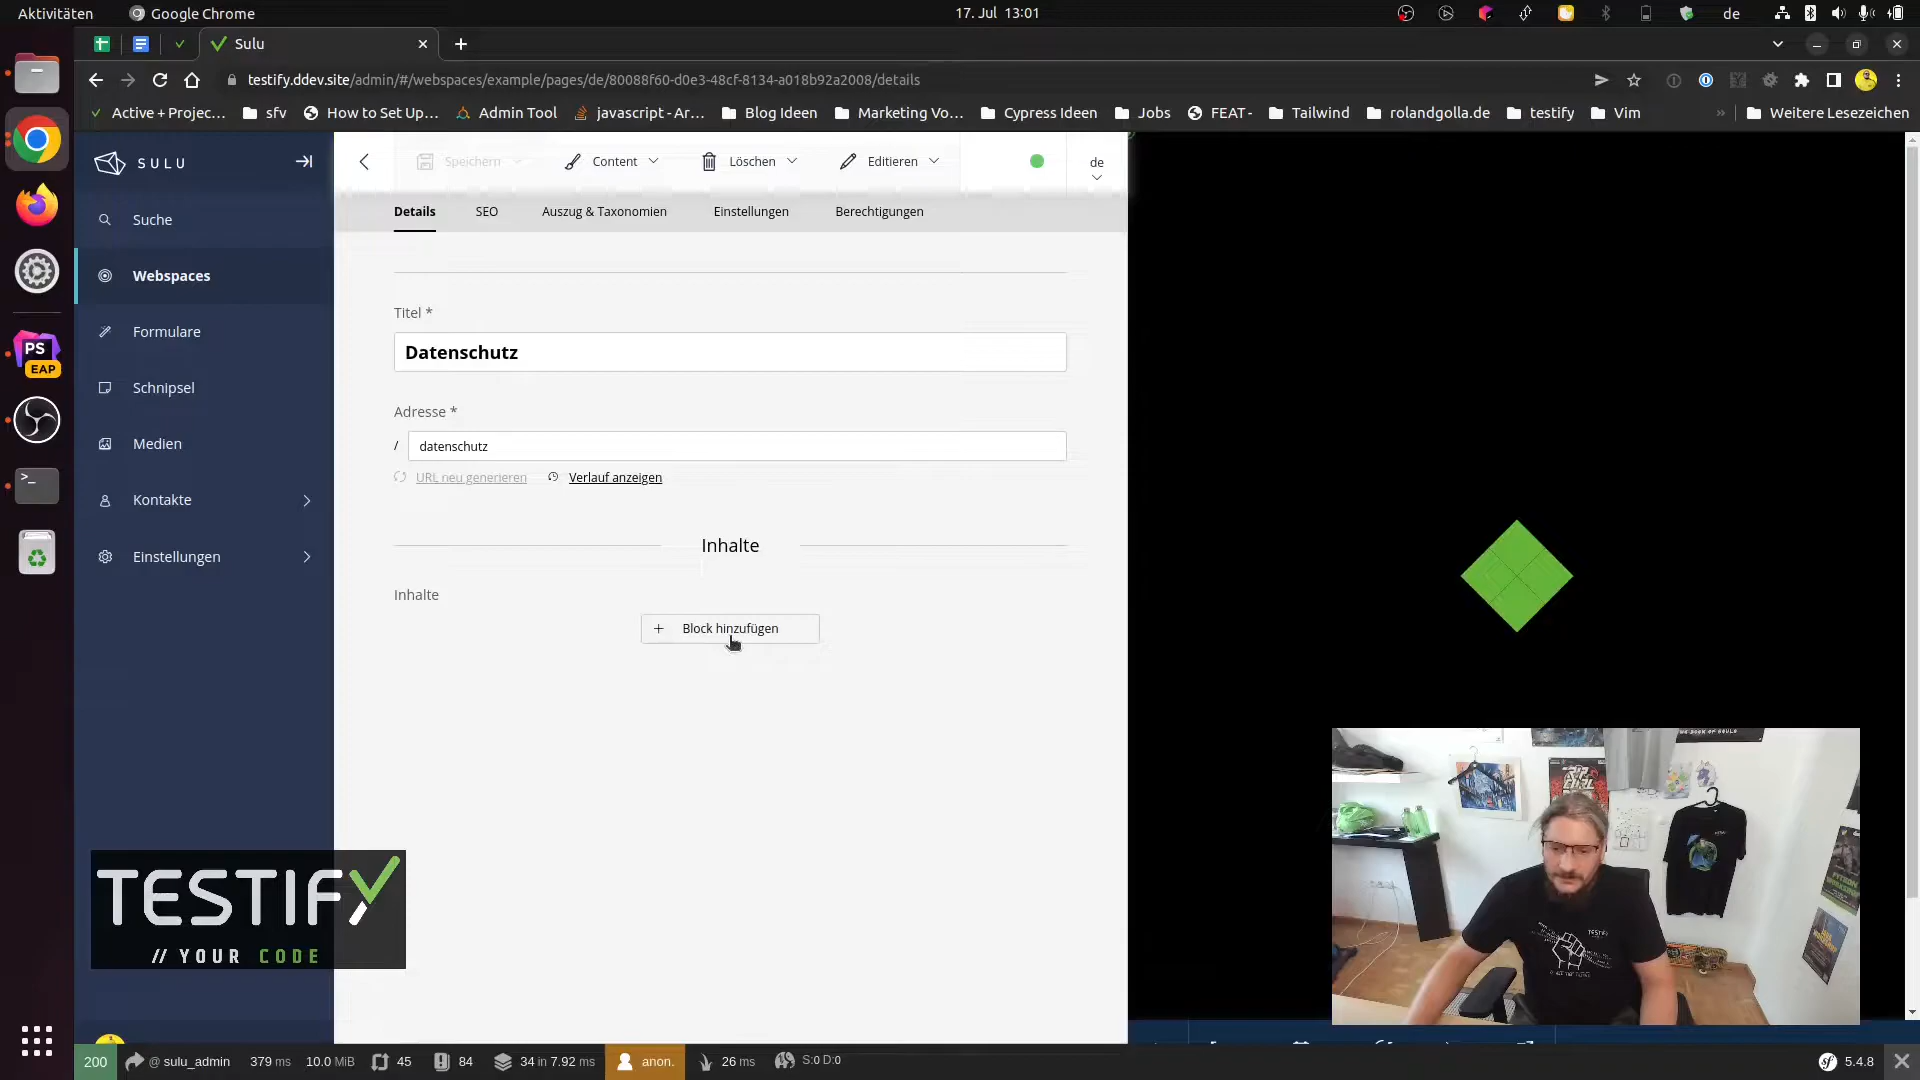 Aktivitäten
Google Chrome
17. Jul 13:01
de
Sulu
testify.ddev.site/admin/#/webspaces/example/pages/de/80088f60-d0e3-48cf-8134-a018b92a2008/details
Active + Projec...
sfv
How to Set Up...
Admin Tool
javascript - Ar...
Blog Ideen
Marketing Vo...
Cypress Ideen
Jobs
FEAT-
Tailwind
rolandgolla.de
testify
Vim
»
Weitere Lesezeichen
SULU
Speichern
Content
Löschen
Editieren
de
Suche
Details
SEO
Auszug & Taxonomien
Einstellungen
Berechtigungen
Webspaces
Formulare
Titel *
Datenschutz
PS
EAP
Schnipsel
Adresse *
Medien
/ datenschutz
URL neu generieren
Verlauf anzeigen
Kontakte
Einstellungen
Inhalte
Inhalte
+ Block hinzufügen
TESTIFY
// YOUR CODE
TESTIFY
200
@ sulu_admin
379 ms
10.0 MiB
45
84
34 in 7.92 ms
anon.
26 ms
S:0 D:0
5.4.8